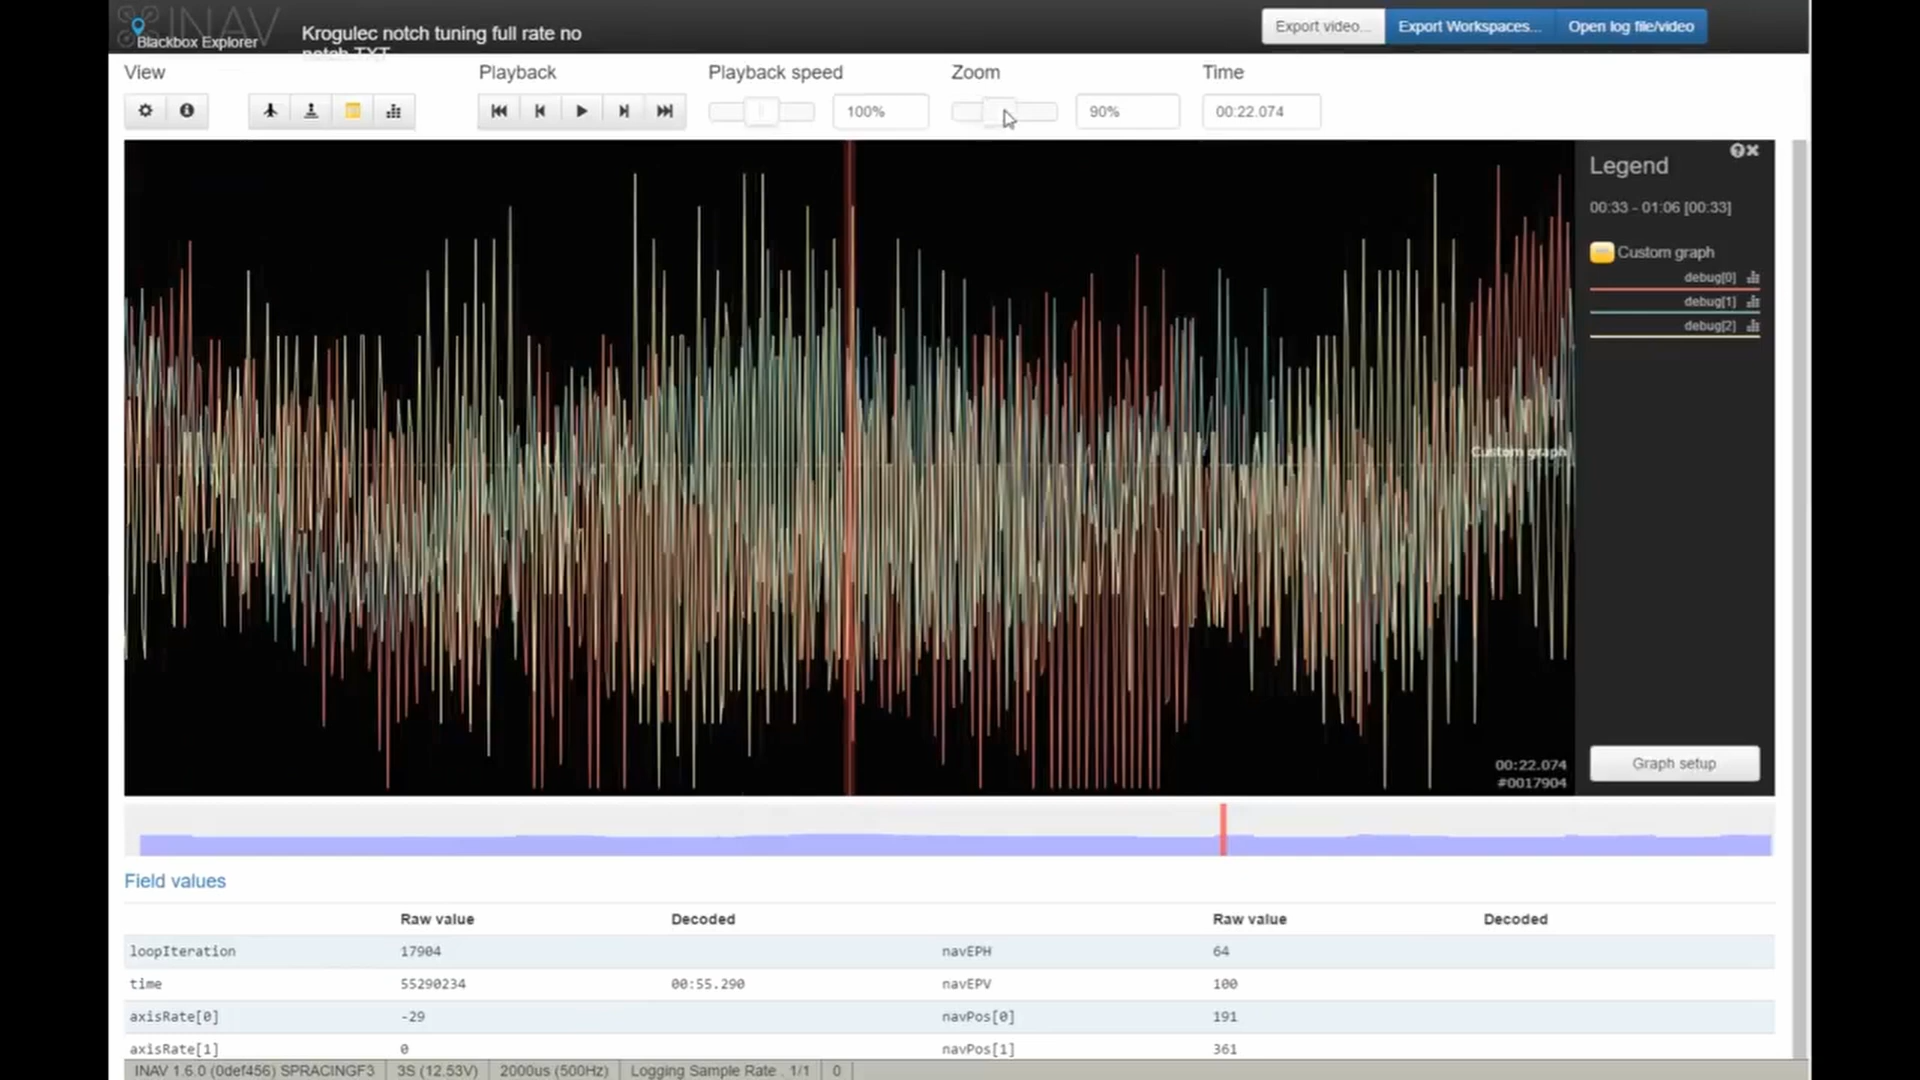 INAV
Blackbox Explorer
Krogulec notch tuning full rate no
notch.TXT
Export video...
Export Workspaces...
Open log file/video
View
Playback
Playback speed
Zoom
Time
100%
90%
00:22.074
Legend
00:33 - 01:06 [00:33]
Custom graph
debug[0]
debug[1]
debug[2]
Custom graph
00:22.074
#0017904
Graph setup
Field values
Raw value Decoded Raw value Decoded
loopIteration 17904 navEPH 64
time 55290234 00:55.290 navEPV 100
axisRate[0] -29 navPos[0] 191
axisRate[1] 0 navPos[1] 361
INAV 1.6.0 (0def456) SPRACINGF3 3S (12.53V) 2000us (500Hz) Logging Sample Rate . 1/1 0